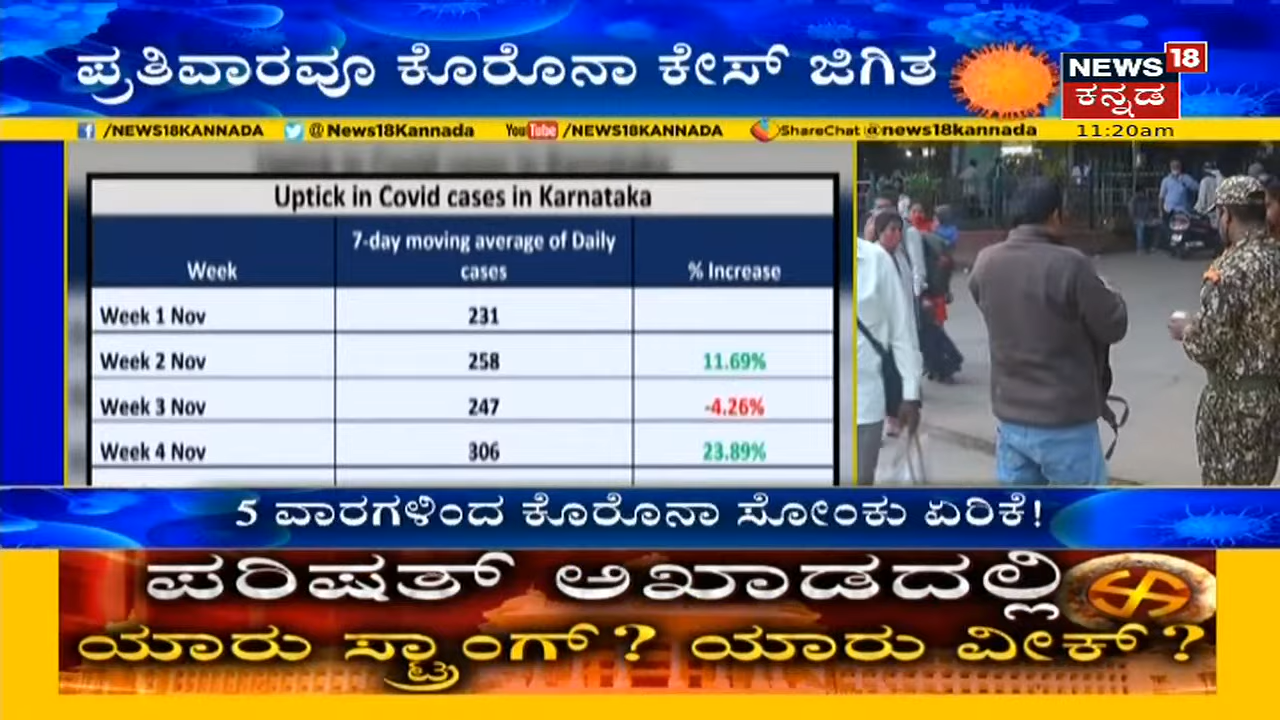 ಪ್ರತಿವಾರವೂ ಕೊರೊನಾ ಕೇಸ್ ಜಿಗಿತ
NEWS 18
ಕನ್ನಡ
/NEWS18KANNADA @News18Kannada YouTube /NEWS18KANNADA ShareChat @news18kannada
11:20am
Uptick in Covid cases in Karnataka
Week 7-day moving average of Daily cases % Increase
Week 1 Nov 231
Week 2 Nov 258 11.69%
Week 3 Nov 247 -4.26%
Week 4 Nov 306 23.89%
5 ವಾರಗಳಿಂದ ಕೊರೊನಾ ಸೋಂಕು ಏರಿಕೆ!
ಪರಿಷತ್ ಅಖಾಡದಲ್ಲಿ
ಯಾರು ಸ್ಟ್ರಾಂಗ್? ಯಾರು ವೀಕ್?